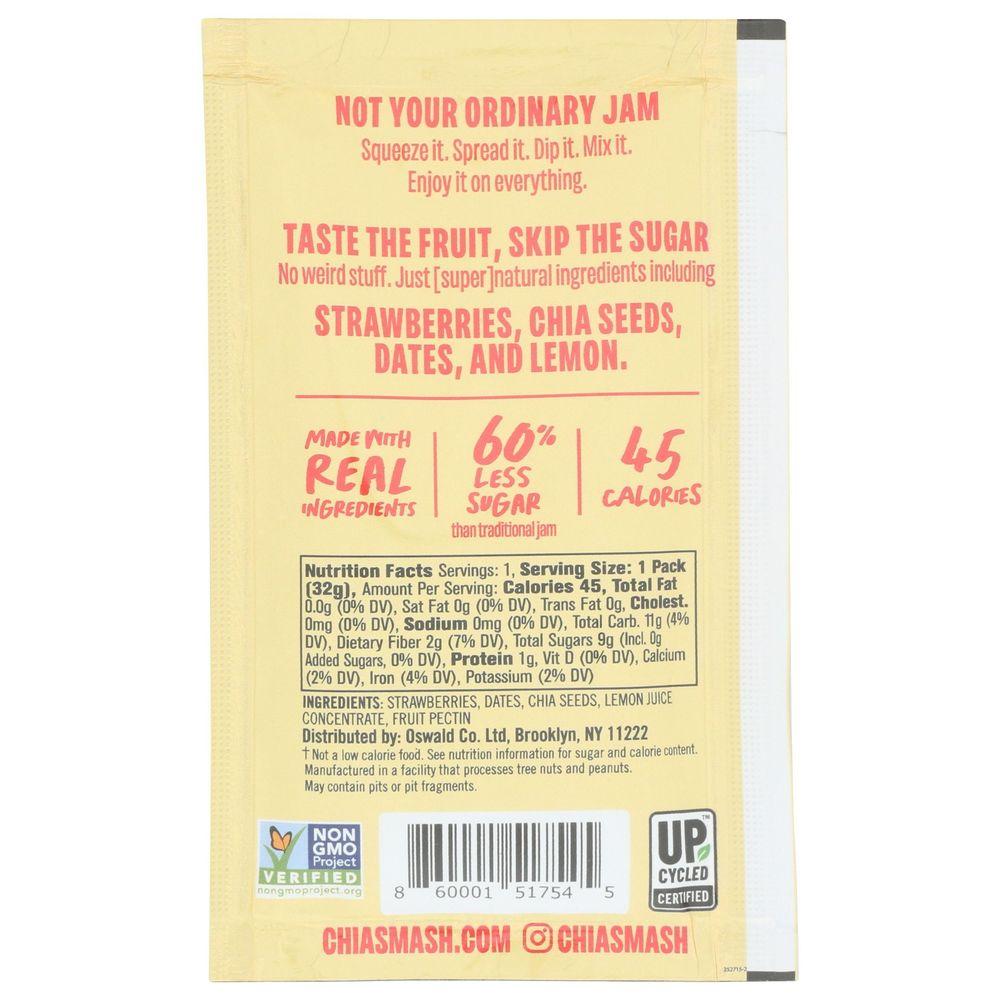 NOT YOUR ORDINARY JAM
Squeeze it. Spread it. Dip it. Mix it.
Enjoy it on everything.
TASTE THE FRUIT, SKIP THE SUGAR
No weird stuff. Just [super]natural ingredients including
STRAWBERRIES, CHIA SEEDS,
DATES, AND LEMON.
MADE WITH
REAL
INGREDIENTS
60%
LESS
SUGAR
than traditional jam
45
CALORIES
Nutrition Facts Servings: 1, Serving Size: 1 Pack
(32g), Amount Per Serving: Calories 45, Total Fat
0.0g (0% DV), Sat Fat 0g (0% DV), Trans Fat 0g, Cholest.
0mg (0% DV), Sodium 0mg (0% DV), Total Carb. 11g (4%
DV), Dietary Fiber 2g (7% DV), Total Sugars 9g (Incl. 0g
Added Sugars, 0% DV), Protein 1g, Vit D (0% DV), Calcium
(2% DV), Iron (4% DV), Potassium (2% DV)
INGREDIENTS: STRAWBERRIES, DATES, CHIA SEEDS, LEMON JUICE
CONCENTRATE, FRUIT PECTIN
Distributed by: Oswald Co. Ltd, Brooklyn, NY 11222
† Not a low calorie food. See nutrition information for sugar and calorie content.
Manufactured in a facility that processes tree nuts and peanuts.
May contain pits or pit fragments.
NON
GMO
Project
VERIFIED
nongmoproject.org
8 60001 51754 5
UP™
CYCLED
CERTIFIED
CHIASMASH.COM CHIASMASH
252715-2